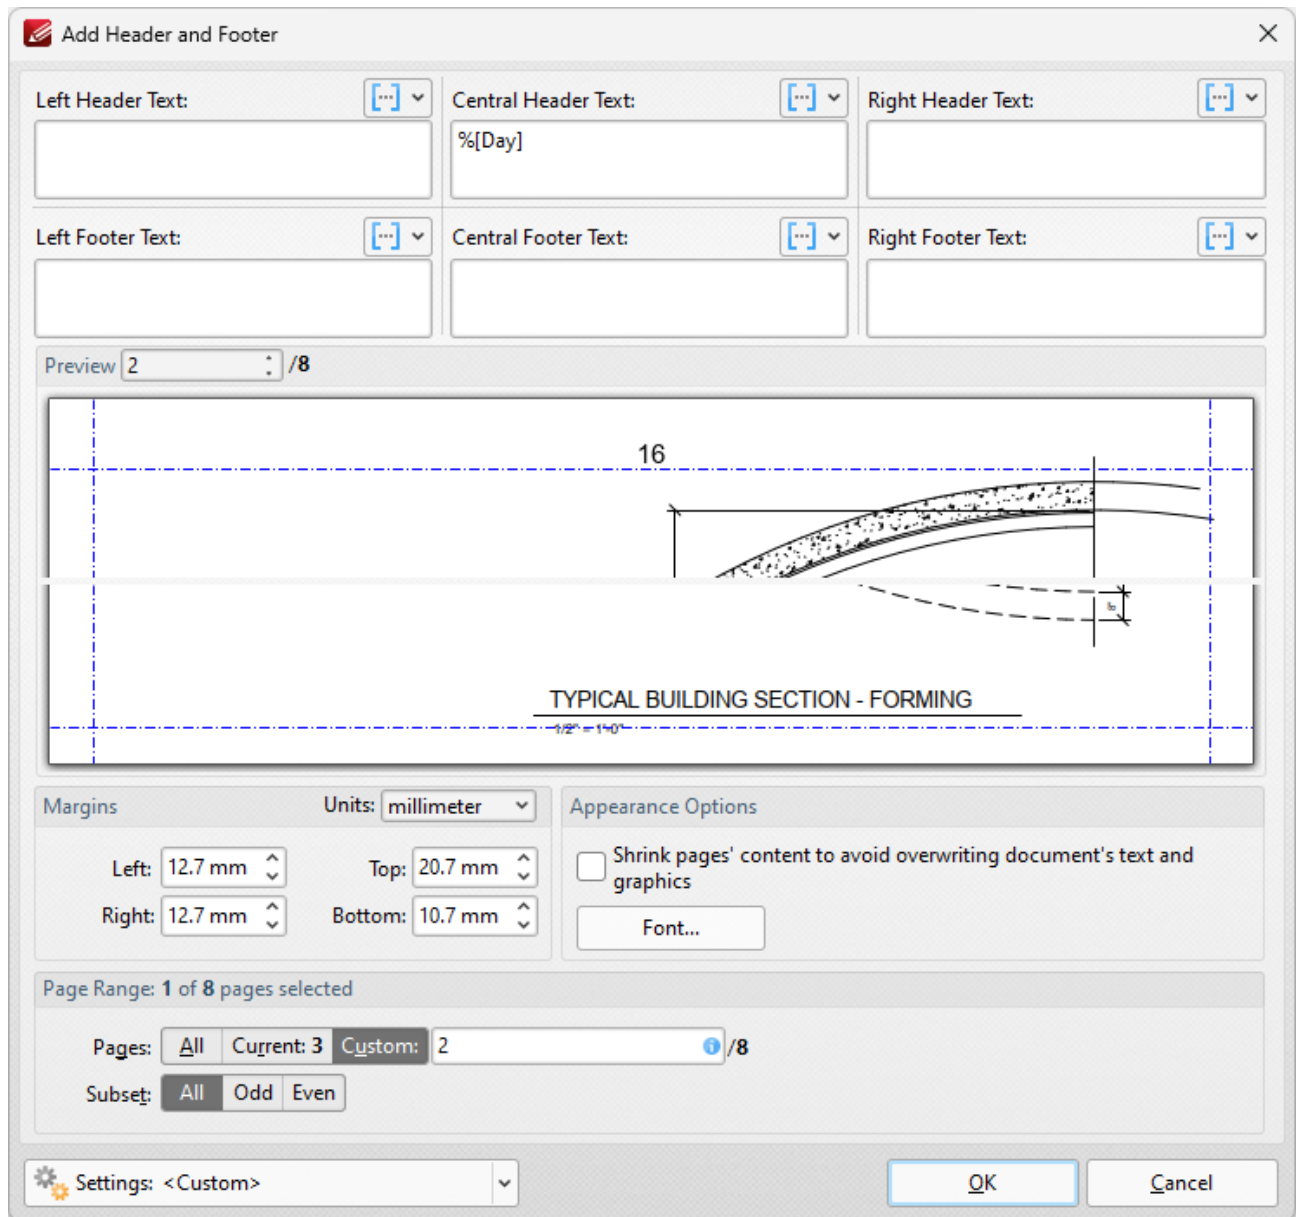 Add Header and Footer
Left Header Text:
Central Header Text:
Right Header Text:
%[Day]
Left Footer Text:
Central Footer Text:
Right Footer Text:
Preview 2 /8
16
TYPICAL BUILDING SECTION - FORMING
1/2" = 1'-0"
Margins
Units: millimeter
Appearance Options
Left: 12.7 mm
Top: 20.7 mm
Shrink pages' content to avoid overwriting document's text and
graphics
Right: 12.7 mm
Bottom: 10.7 mm
Font...
Page Range: 1 of 8 pages selected
Pages: All Current: 3 Custom: 2 /8
Subset: All Odd Even
Settings: <Custom>
OK
Cancel